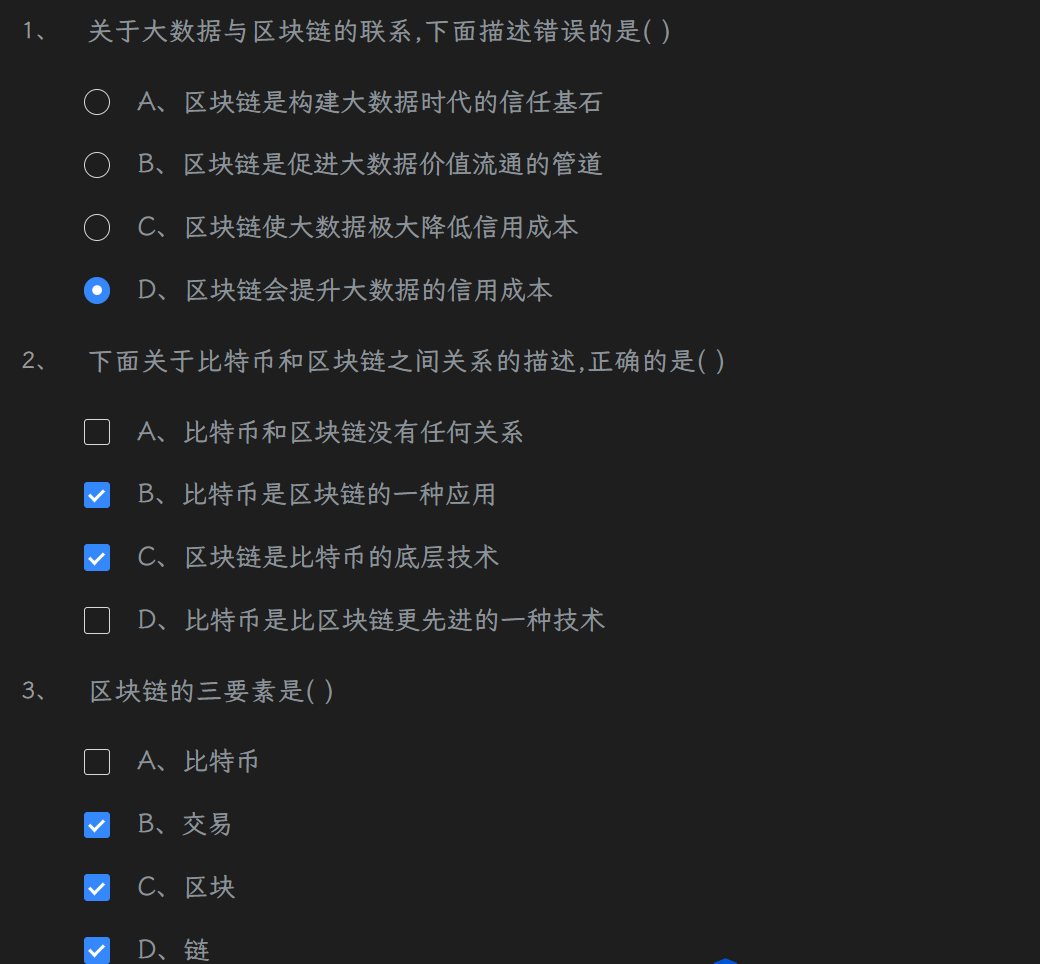 1、 关于大数据与区块链的联系,下面描述错误的是( )
A、区块链是构建大数据时代的信任基石
B、区块链是促进大数据价值流通的管道
C、区块链使大数据极大降低信用成本
D、区块链会提升大数据的信用成本
2、 下面关于比特币和区块链之间关系的描述,正确的是( )
A、比特币和区块链没有任何关系
B、比特币是区块链的一种应用
C、区块链是比特币的底层技术
D、比特币是比区块链更先进的一种技术
3、 区块链的三要素是( )
A、比特币
B、交易
C、区块
D、链